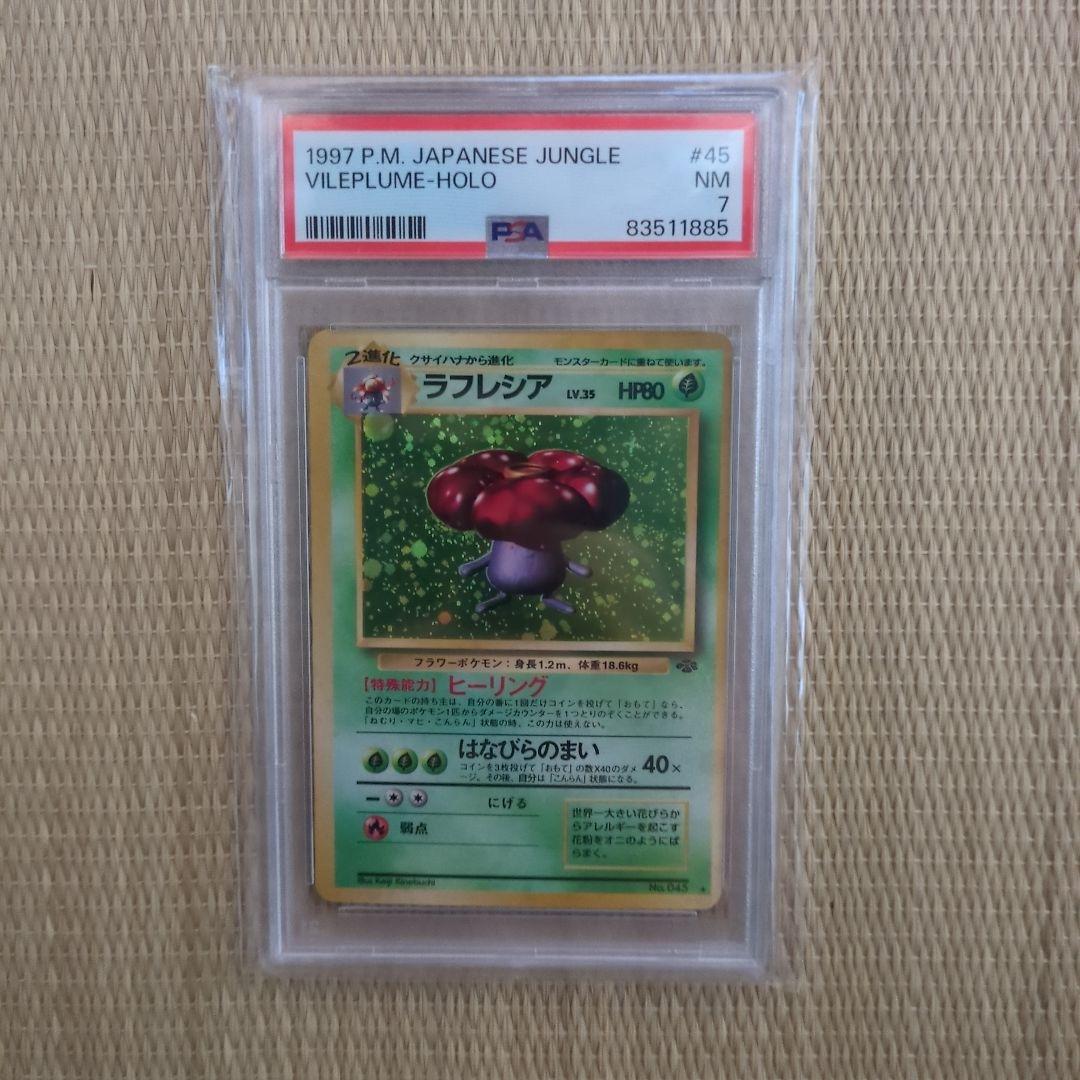 1997 P.M. JAPANESE JUNGLE #45
VILEPLUME-HOLO NM
7
PSA 83511885
2進化 クサイハナから進化 モンスターカードに重ねて使います。
ラフレシア LV.35 HP80
フラワーポケモン：身長1.2m、体重18.6kg
[特殊能力] ヒーリング
このカードの持ち主は、自分の番に1回だけコインを投げて「おもて」なら、
自分の場のポケモン1匹からダメージカウンターを1つとりのぞくことができる。
「ねむり・マヒ・こんらん」状態の時、この力は使えない。
はなびらのまい
コインを3枚投げて「おもて」の数×40のダメ 40×
ージ。その後、自分は「こんらん」状態になる。
ー にげる
弱点
世界一大きい花びらか
らアレルギーを起こす
花粉をオニのようにば
らまく。
Illus. Keiji Kinebuchi No. 045 ★